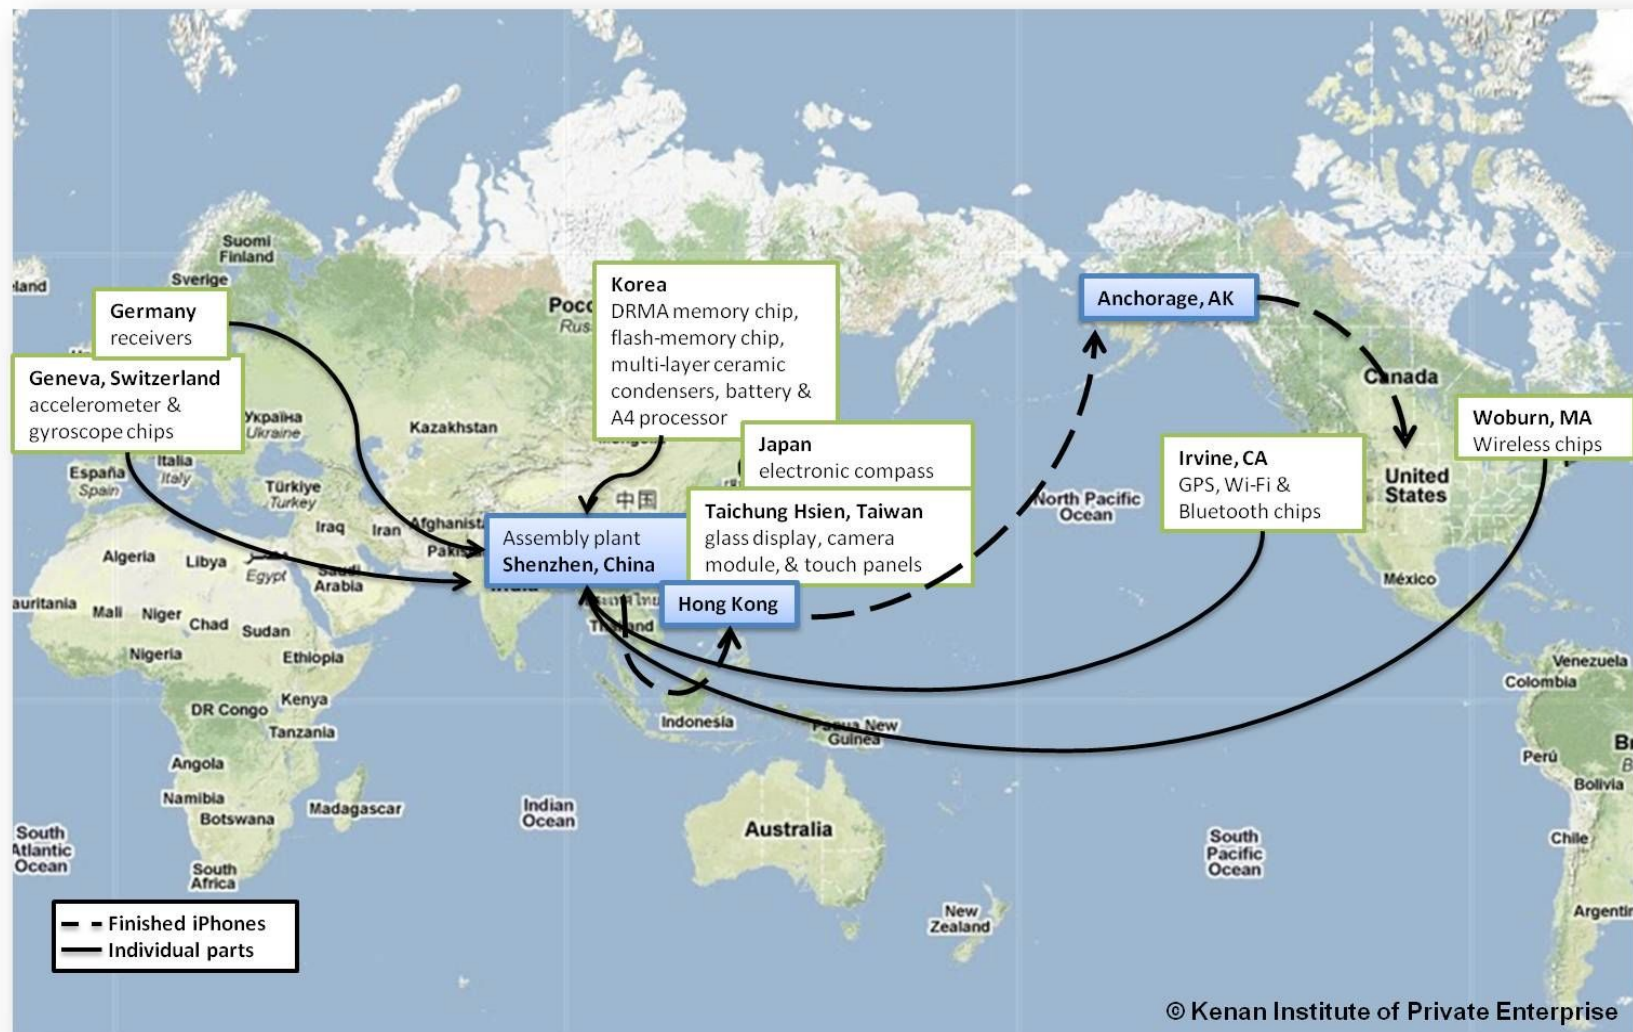 Suomi
Finland
Sverige
Germany
receivers
Geneva, Switzerland
accelerometer &
gyroscope chips
Korea
DRMA memory chip,
flash-memory chip,
multi-layer ceramic
condensers, battery &
A4 processor
Japan
electronic compass
Taichung Hsien, Taiwan
glass display, camera
module, & touch panels
Assembly plant
Shenzhen, China
Hong Kong
Anchorage, AK
Irvine, CA
GPS, Wi-Fi &
Bluetooth chips
Woburn, MA
Wireless chips
Canada
United
States
North Pacific
Ocean
México
Україна
Ukraine
Kazakhstan
España
Spain
Italia
Italy
Türkiye
Turkey
Iraq
Iran
中国
Algeria
Libya
Egypt
Saudi
Arabia
Mali
Niger
Chad
Sudan
Nigeria
Ethiopia
Thailand
Kenya
DR Congo
Tanzania
Indonesia
Papua New
Guinea
Venezuela
Colombia
Angola
Namibia
Botswana
Madagascar
Indian
Ocean
Australia
Perú
Bolivia
Chile
South
Atlantic
Ocean
South
Africa
South
Pacific
Ocean
New
Zealand
Finished iPhones
Individual parts
© Kenan Institute of Private Enterprise